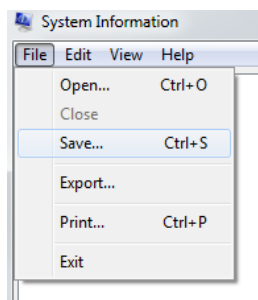 System Information
File Edit View Help
Open... Ctrl+O
Close
Save... Ctrl+S
Export...
Print... Ctrl+P
Exit